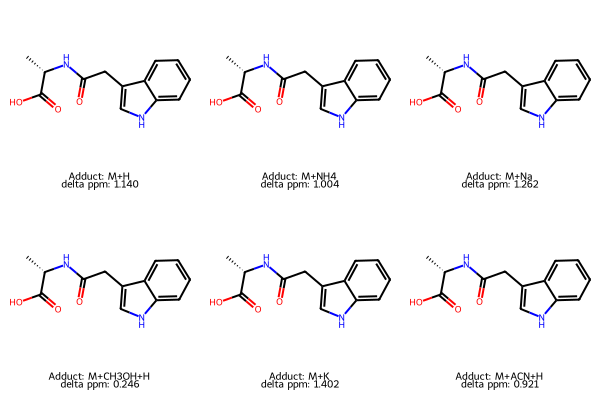 H
N
HO
O
O
N
H
Adduct: M+H
delta ppm: 1.140
H
N
HO
O
O
N
H
Adduct: M+NH4
delta ppm: 1.004
H
N
HO
O
O
N
H
Adduct: M+Na
delta ppm: 1.262
H
N
HO
O
O
N
H
Adduct: M+CH3OH+H
delta ppm: 0.246
H
N
HO
O
O
N
H
Adduct: M+K
delta ppm: 1.402
H
N
HO
O
O
N
H
Adduct: M+ACN+H
delta ppm: 0.921